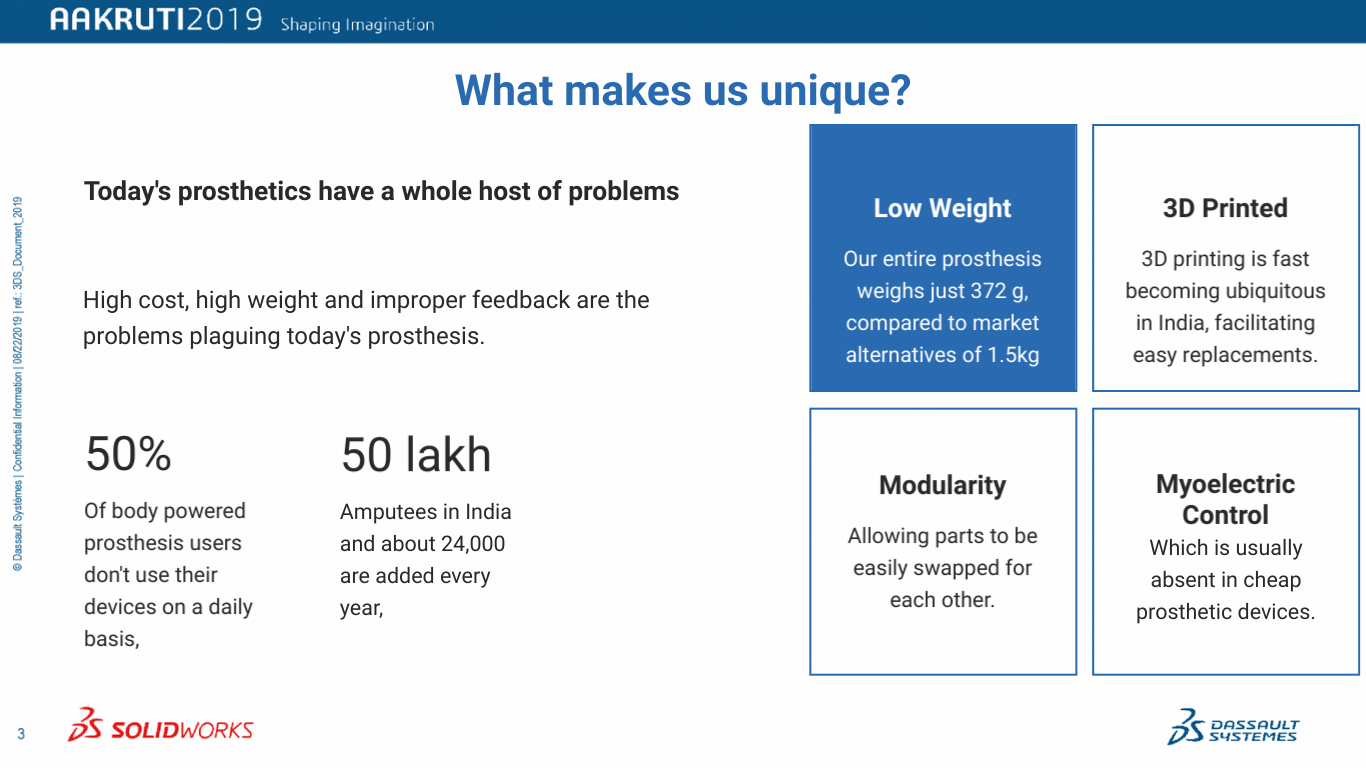 AAKRUTI2019 Shaping Imagination
What makes us unique?
Today's prosthetics have a whole host of problems
High cost, high weight and improper feedback are the
problems plaguing today's prosthesis.
50%
Of body powered
prosthesis users
don't use their
devices on a daily
basis,
50 lakh
Amputees in India
and about 24,000
are added every
year,
Low Weight
Our entire prosthesis
weighs just 372 g,
compared to market
alternatives of 1.5kg
3D Printed
3D printing is fast
becoming ubiquitous
in India, facilitating
easy replacements.
Modularity
Allowing parts to be
easily swapped for
each other.
Myoelectric
Control
Which is usually
absent in cheap
prosthetic devices.
© Dassault Systèmes | Confidential Information | 08/22/2019 | ref.: 3DS_Document_2019
3
SOLIDWORKS
DASSAULT
SYSTEMES